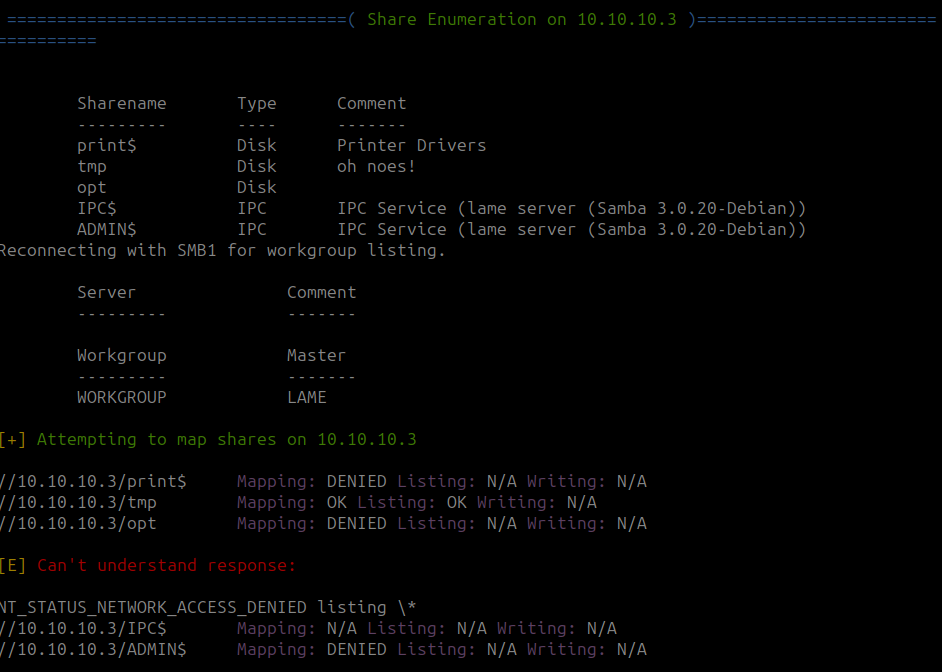 =================================( Share Enumeration on 10.10.10.3 )========================
==========
Sharename Type Comment
--------- ---- -------
print$ Disk Printer Drivers
tmp Disk oh noes!
opt Disk
IPC$ IPC IPC Service (lame server (Samba 3.0.20-Debian))
ADMIN$ IPC IPC Service (lame server (Samba 3.0.20-Debian))
Reconnecting with SMB1 for workgroup listing.
Server Comment
--------- -------
Workgroup Master
--------- -------
WORKGROUP LAME
[+] Attempting to map shares on 10.10.10.3
//10.10.10.3/print$ Mapping: DENIED Listing: N/A Writing: N/A
//10.10.10.3/tmp Mapping: OK Listing: OK Writing: N/A
//10.10.10.3/opt Mapping: DENIED Listing: N/A Writing: N/A
[E] Can't understand response:
NT_STATUS_NETWORK_ACCESS_DENIED listing \*
//10.10.10.3/IPC$ Mapping: N/A Listing: N/A Writing: N/A
//10.10.10.3/ADMIN$ Mapping: DENIED Listing: N/A Writing: N/A